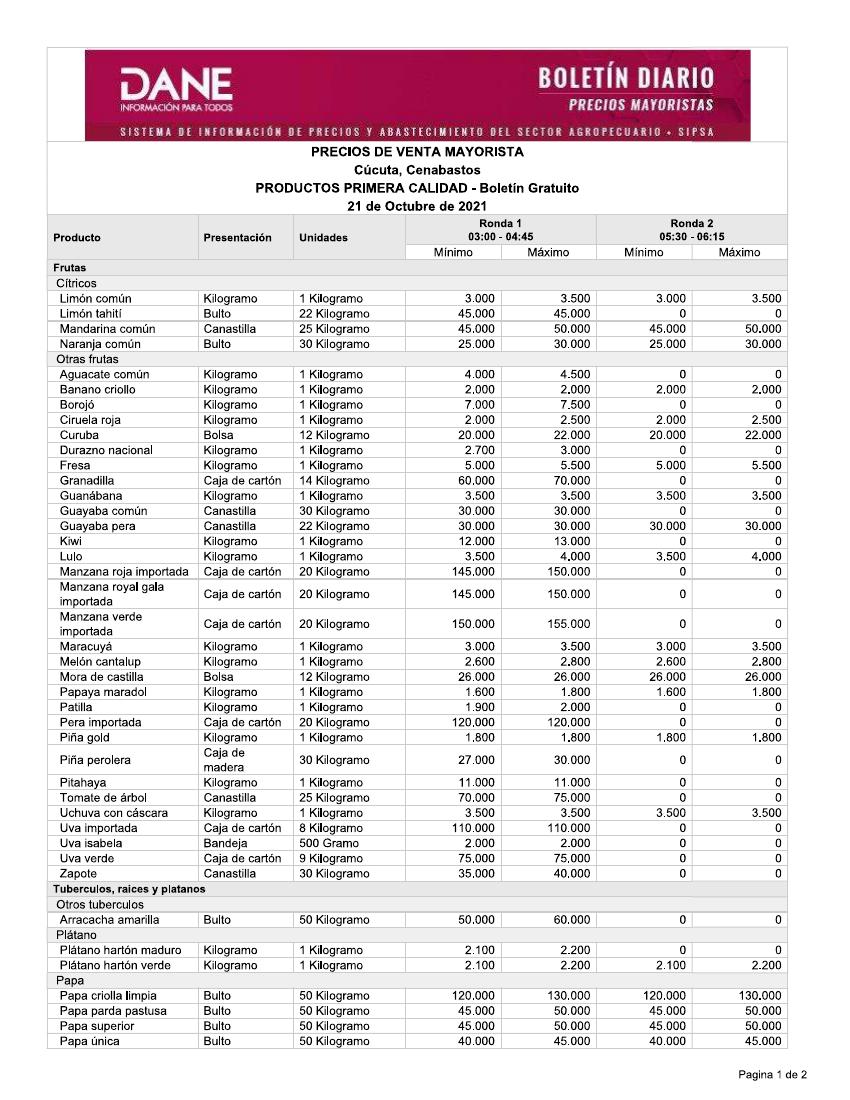 DANE
INFORMACIÓN PARA TODOS
BOLETÍN DIARIO
PRECIOS MAYORISTAS
SISTEMA DE INFORMACIÓN DE PRECIOS Y ABASTECIMIENTO DEL SECTOR AGROPECUARIO • SIPSA
PRECIOS DE VENTA MAYORISTA
Cúcuta, Cenabastos
PRODUCTOS PRIMERA CALIDAD - Boletín Gratuito
21 de Octubre de 2021
Producto Presentación Unidades Ronda 1 03:00 - 04:45 Ronda 2 05:30 - 06:15
Mínimo Máximo Mínimo Máximo
Frutas
Cítricos
Limón común Kilogramo 1 Kilogramo 3.000 3.500 3.000 3.500
Limón tahití Bulto 22 Kilogramo 45.000 45.000 0 0
Mandarina común Canastilla 25 Kilogramo 45.000 50.000 45.000 50.000
Naranja común Bulto 30 Kilogramo 25.000 30.000 25.000 30.000
Otras frutas
Aguacate común Kilogramo 1 Kilogramo 4.000 4.500 0 0
Banano criollo Kilogramo 1 Kilogramo 2.000 2.000 2.000 2.000
Borojó Kilogramo 1 Kilogramo 7.000 7.500 0 0
Ciruela roja Kilogramo 1 Kilogramo 2.000 2.500 2.000 2.500
Curuba Bolsa 12 Kilogramo 20.000 22.000 20.000 22.000
Durazno nacional Kilogramo 1 Kilogramo 2.700 3.000 0 0
Fresa Kilogramo 1 Kilogramo 5.000 5.500 5.000 5.500
Granadilla Caja de cartón 14 Kilogramo 60.000 70.000 0 0
Guanábana Kilogramo 1 Kilogramo 3.500 3.500 3.500 3.500
Guayaba común Canastilla 30 Kilogramo 30.000 30.000 0 0
Guayaba pera Canastilla 22 Kilogramo 30.000 30.000 30.000 30.000
Kiwi Kilogramo 1 Kilogramo 12.000 13.000 0 0
Lulo Kilogramo 1 Kilogramo 3.500 4.000 3.500 4.000
Manzana roja importada Caja de cartón 20 Kilogramo 145.000 150.000 0 0
Manzana royal gala
importada Caja de cartón 20 Kilogramo 145.000 150.000 0 0
Manzana verde
importada Caja de cartón 20 Kilogramo 150.000 155.000 0 0
Maracuyá Kilogramo 1 Kilogramo 3.000 3.500 3.000 3.500
Melón cantalup Kilogramo 1 Kilogramo 2.600 2.800 2.600 2.800
Mora de castilla Bolsa 12 Kilogramo 26.000 26.000 26.000 26.000
Papaya maradol Kilogramo 1 Kilogramo 1.600 1.800 1.600 1.800
Patilla Kilogramo 1 Kilogramo 1.900 2.000 0 0
Pera importada Caja de cartón 20 Kilogramo 120.000 120.000 0 0
Piña gold Kilogramo 1 Kilogramo 1.800 1.800 1.800 1.800
Piña perolera Caja de
madera 30 Kilogramo 27.000 30.000 0 0
Pitahaya Kilogramo 1 Kilogramo 11.000 11.000 0 0
Tomate de árbol Canastilla 25 Kilogramo 70.000 75.000 0 0
Uchuva con cáscara Kilogramo 1 Kilogramo 3.500 3.500 3.500 3.500
Uva importada Caja de cartón 8 Kilogramo 110.000 110.000 0 0
Uva isabela Bandeja 500 Gramo 2.000 2.000 0 0
Uva verde Caja de cartón 9 Kilogramo 75.000 75.000 0 0
Zapote Canastilla 30 Kilogramo 35.000 40.000 0 0
Tuberculos, raices y platanos
Otros tuberculos
Arracacha amarilla Bulto 50 Kilogramo 50.000 60.000 0 0
Plátano
Plátano hartón maduro Kilogramo 1 Kilogramo 2.100 2.200 0 0
Plátano hartón verde Kilogramo 1 Kilogramo 2.100 2.200 2.100 2.200
Papa
Papa criolla limpia Bulto 50 Kilogramo 120.000 130.000 120.000 130.000
Papa parda pastusa Bulto 50 Kilogramo 45.000 50.000 45.000 50.000
Papa superior Bulto 50 Kilogramo 45.000 50.000 45.000 50.000
Papa única Bulto 50 Kilogramo 40.000 45.000 40.000 45.000
Pagina 1 de 2